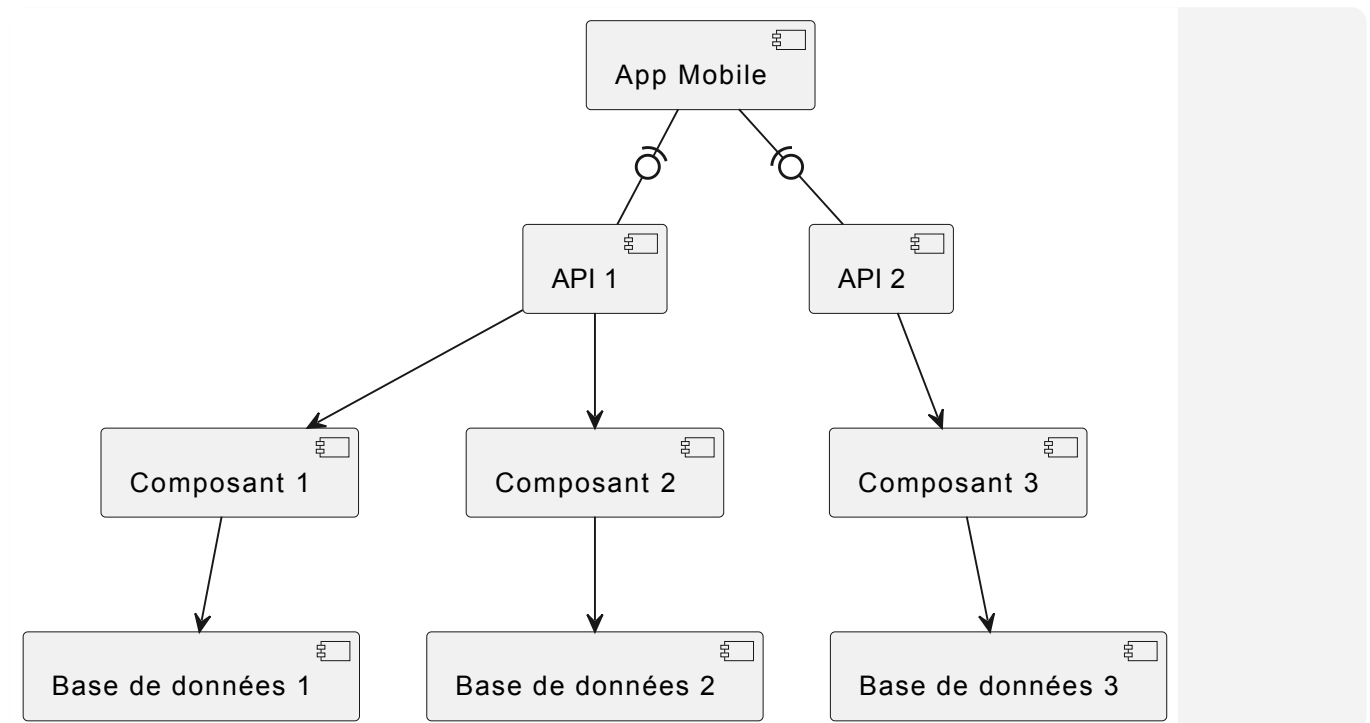 App Mobile
API 1
API 2
Composant 1
Composant 2
Composant 3
Base de données 1
Base de données 2
Base de données 3